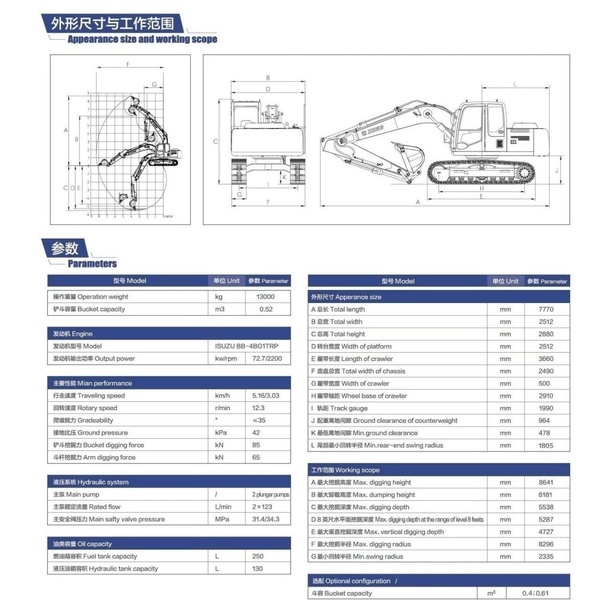 外形尺寸与工作范围
Appearance size and working scope
F
G
A
B
C
D
E
B
D
C
K
I
G
F
L
J
H
E
A
参数
Parameters
型号 Model 单位 Unit 参数 Parameter
操作重量 Operation weight kg 13000
铲斗容量 Bucket capacity m3 0.52
发动机 Engine
发动机型号 Model ISUZU BB-4BG1TRP
发动机输出功率 Output power kw/rpm 72.7/2200
主要性能 Mian performance
行走速度 Traveling speed km/h 5.16/3.03
回转速度 Rotary speed r/min 12.3
爬坡能力 Gradeability ° ≤35
接地比压 Ground pressure kPa 42
铲斗挖掘力 Bucket digging force kN 85
斗杆挖掘力 Arm digging force kN 65
液压系统 Hydraulic system
主泵 Main pump / 2 plunger pumps
主泵额定流量 Rated flow L/min 2×123
主安全阀压力 Main safty valve pressure MPa 31.4/34.3
油类容量 Oil capacity
燃油箱容积 Fuel tank capacity L 250
液压油箱容积 Hydraulic tank capacity L 130
型号 Model 单位 Unit 参数 Parameter
外形尺寸 Apperance size
A 总长 Total length mm 7770
B 总宽 Total width mm 2512
C 总高 Total height mm 2880
D 转台宽度 Width of platform mm 2512
E 履带长度 Length of crawler mm 3660
F 底盘总宽 Total width of chassis mm 2490
G 履带宽度 Width of crawler mm 500
H 履带轴距 Wheel base of crawler mm 2910
I 轨距 Track gauge mm 1990
J 配重离地间隙 Ground clearance of counterweight mm 964
K 最低离地间隙 Min.ground clearance mm 478
L 尾部最小回转半径 Min.rear-end swing radius mm 1805
工作范围 Working scope
A 最大挖掘高度 Max. digging height mm 8641
B 最大卸载高度 Max. dumping height mm 6181
C 最大挖掘深度 Max. digging depth mm 5538
D 8英尺水平面挖掘深度 Max. digging depth at the range of level 8 feets mm 5287
E 最大垂直挖掘深度 Max, vertical digging depth mm 4727
F 最大挖掘半径 Max. digging radius mm 8296
G 最小回转半径 Min.swing radius mm 2335
选配 Optional configuration /
斗容 Bucket capacity m³ 0.4;0.61